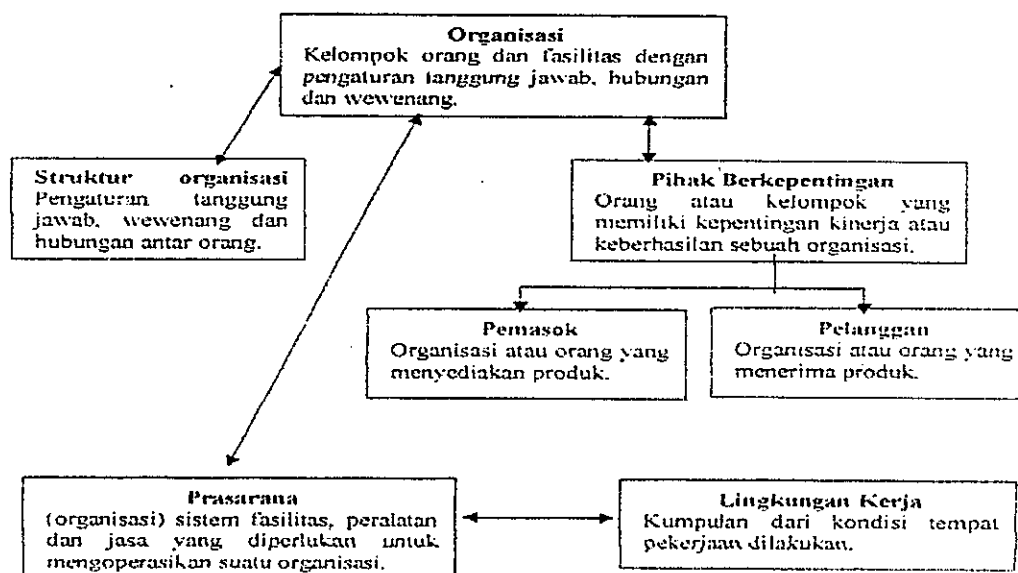 Organisasi
Kelompok orang dan fasilitas dengan
pengaturan tanggung jawab, hubungan
dan wewenang.
Struktur organisasi
Pengaturan tanggung
jawab, wewenang dan
hubungan antar orang.
Pihak Berkepentingan
Orang atau kelompok yang
memiliki kepentingan kinerja atau
keberhasilan sebuah organisasi.
Pemasok
Organisasi atau orang yang
menyediakan produk.
Pelanggan
Organisasi atau orang yang
menerima produk.
Prasarana
(organisasi) sistem fasilitas, peralatan
dan jasa yang diperlukan untuk
mengoperasikan suatu organisasi.
Lingkungan Kerja
Kumpulan dari kondisi tempat
pekerjaan dilakukan.